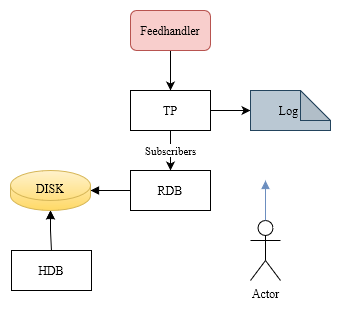 Feedhandler
TP
Log
Subscribers
DISK
RDB
HDB
Actor